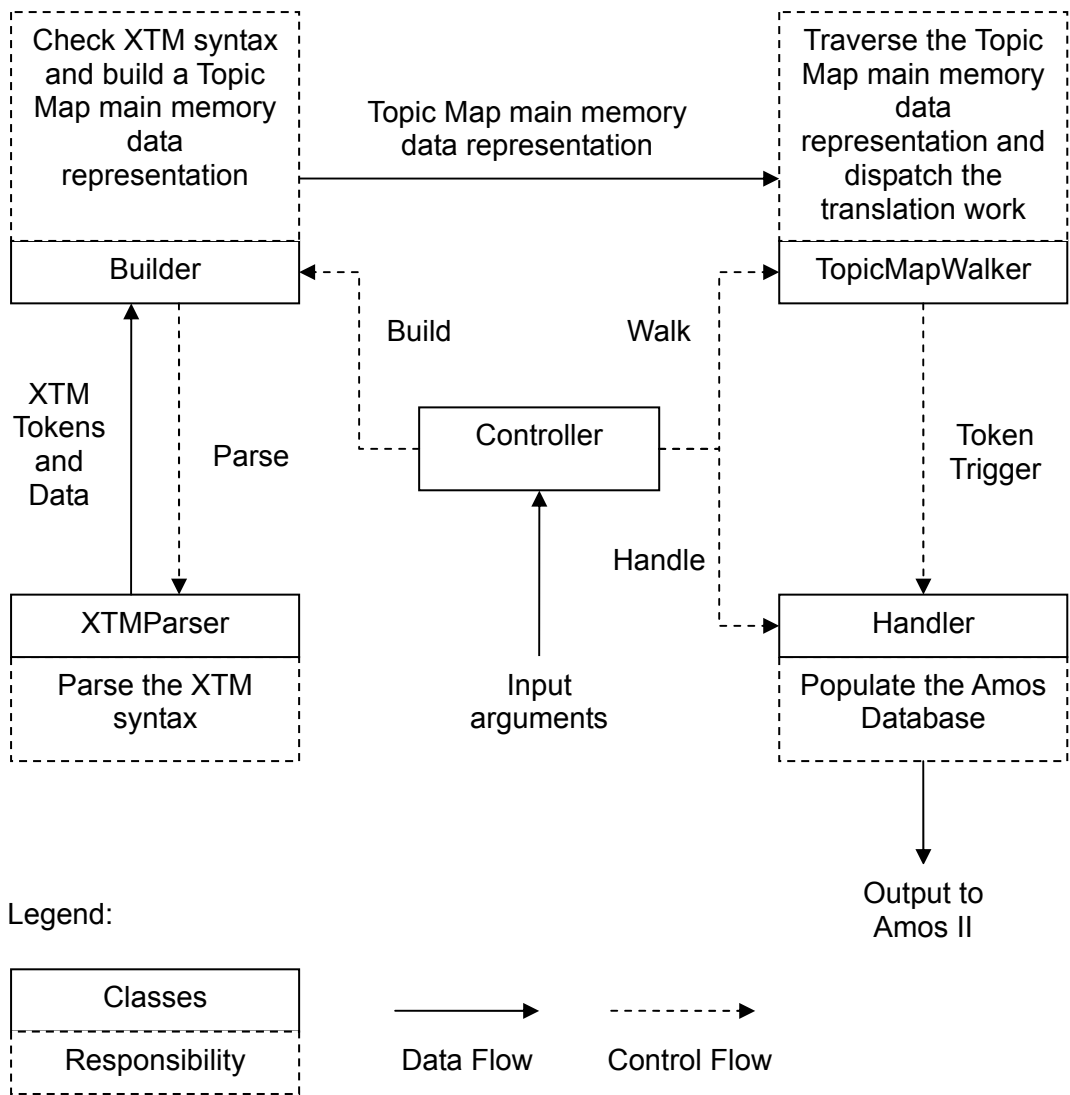 Check XTM syntax
and build a Topic
Map main memory
data
representation
Builder
Topic Map main memory
data representation
Traverse the Topic
Map main memory
data
representation and
dispatch the
translation work
TopicMapWalker
Build
Walk
XTM
Tokens
and
Data
Parse
Controller
Token
Trigger
Handle
XTMParser
Parse the XTM
syntax
Input
arguments
Handler
Populate the Amos
Database
Output to
Amos II
Legend:
Classes
Responsibility
Data Flow
Control Flow